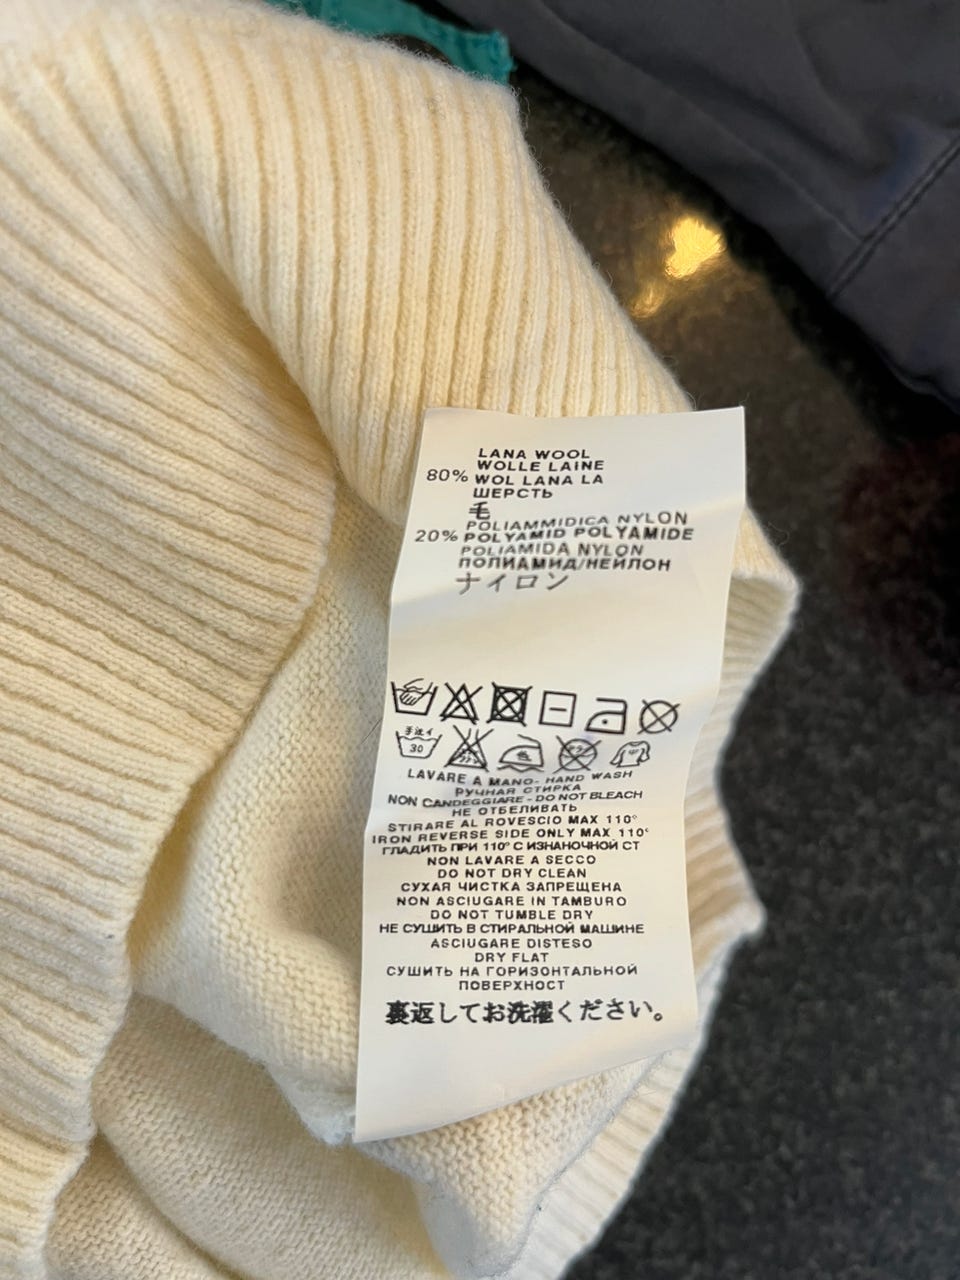 LANA WOOL
WOLLE LAINE
80% WOL LANA LA
ШЕРСТЬ
毛
POLIAMMIDICA NYLON
20% POLYAMID POLYAMIDE
POLIAMIDA NYLON
ПОЛИАМИД/НЕЙЛОН
ナイロン
手洗イ
30
LAVARE A MANO- HAND WASH
РУЧНАЯ СТИРКА
NON CANDEGGIARE - DO NOT BLEACH
НЕ ОТБЕЛИВАТЬ
STIRARE AL ROVESCIO MAX 110°
IRON REVERSE SIDE ONLY MAX 110°
ГЛАДИТЬ ПРИ 110° С ИЗНАНОЧНОЙ СТ
NON LAVARE A SECCO
DO NOT DRY CLEAN
СУХАЯ ЧИСТКА ЗАПРЕЩЕНА
NON ASCIUGARE IN TAMBURO
DO NOT TUMBLE DRY
НЕ СУШИТЬ В СТИРАЛЬНОЙ МАШИНЕ
ASCIUGARE DISTESO
DRY FLAT
СУШИТЬ НА ГОРИЗОНТАЛЬНОЙ
ПОВЕРХНОСТ
裏返してお洗濯ください。